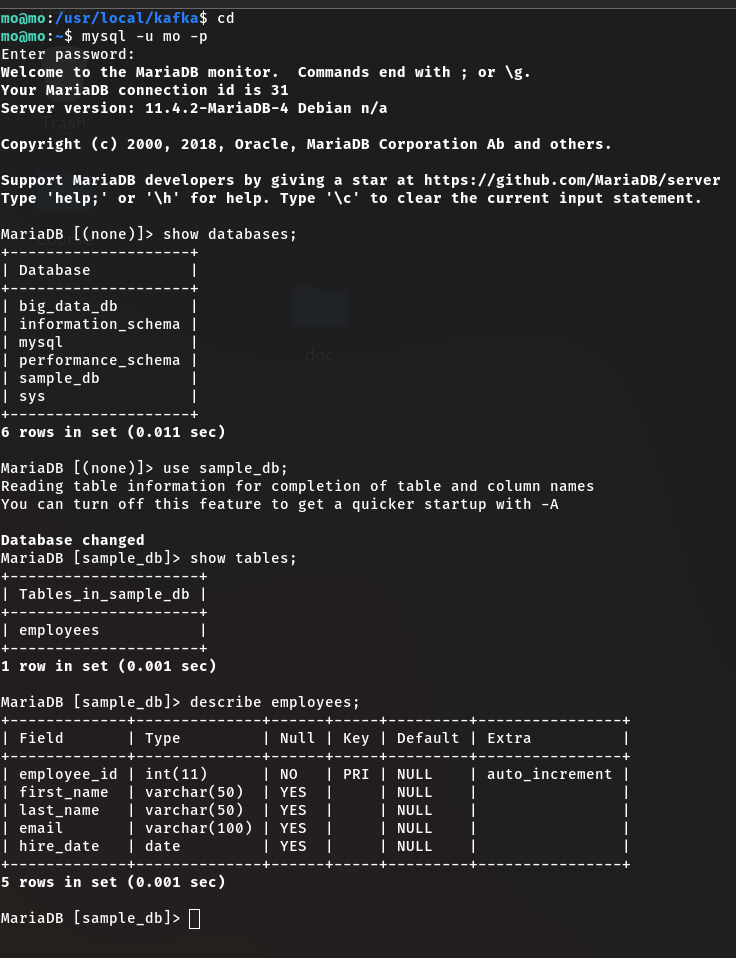 mo@mo:/usr/local/kafka$ cd
mo@mo:~$ mysql -u mo -p
Enter password:
Welcome to the MariaDB monitor.  Commands end with ; or \g.
Your MariaDB connection id is 31
Server version: 11.4.2-MariaDB-4 Debian n/a
Trash
Copyright (c) 2000, 2018, Oracle, MariaDB Corporation Ab and others.
Support MariaDB developers by giving a star at https://github.com/MariaDB/server
Type 'help;' or '\h' for help. Type '\c' to clear the current input statement.
MariaDB [(none)]> show databases;
+--------------------+
| Database           |
+--------------------+
| big_data_db        |
| information_schema |
| mysql              |
| performance_schema |
doc
| sample_db          |
| sys                |
+--------------------+
6 rows in set (0.011 sec)
MariaDB [(none)]> use sample_db;
Reading table information for completion of table and column names
You can turn off this feature to get a quicker startup with -A
Database changed
MariaDB [sample_db]> show tables;
+---------------------+
| Tables_in_sample_db |
+---------------------+
| employees           |
+---------------------+
1 row in set (0.001 sec)
MariaDB [sample_db]> describe employees;
+-------------+--------------+------+-----+---------+----------------+
| Field       | Type         | Null | Key | Default | Extra          |
+-------------+--------------+------+-----+---------+----------------+
| employee_id | int(11)      | NO   | PRI | NULL    | auto_increment |
| first_name  | varchar(50)  | YES  |     | NULL    |                |
| last_name   | varchar(50)  | YES  |     | NULL    |                |
| email       | varchar(100) | YES  |     | NULL    |                |
| hire_date   | date         | YES  |     | NULL    |                |
+-------------+--------------+------+-----+---------+----------------+
5 rows in set (0.001 sec)
MariaDB [sample_db]>